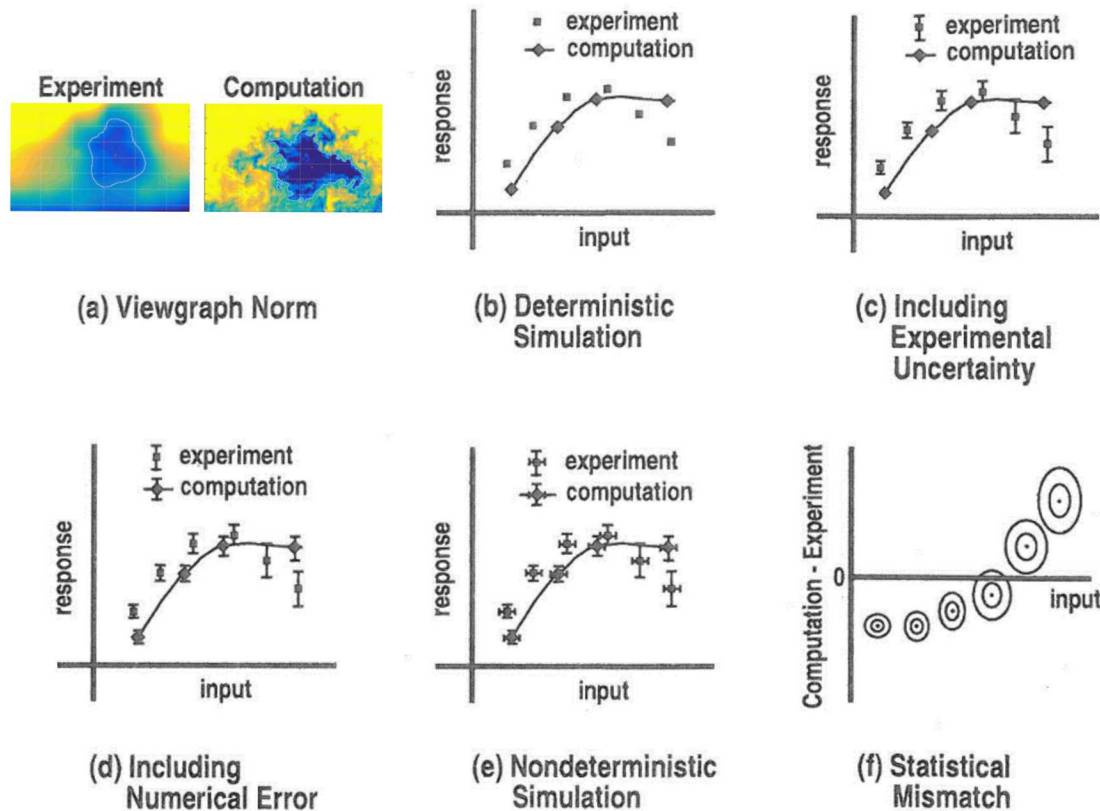 Experiment
Computation
(a) Viewgraph Norm
experiment
computation
response
input
(b) Deterministic
Simulation
experiment
computation
response
input
(c) Including
Experimental
Uncertainty
experiment
computation
response
input
(d) Including
Numerical Error
experiment
computation
response
input
(e) Nondeterministic
Simulation
Computation - Experiment
0
input
(f) Statistical
Mismatch